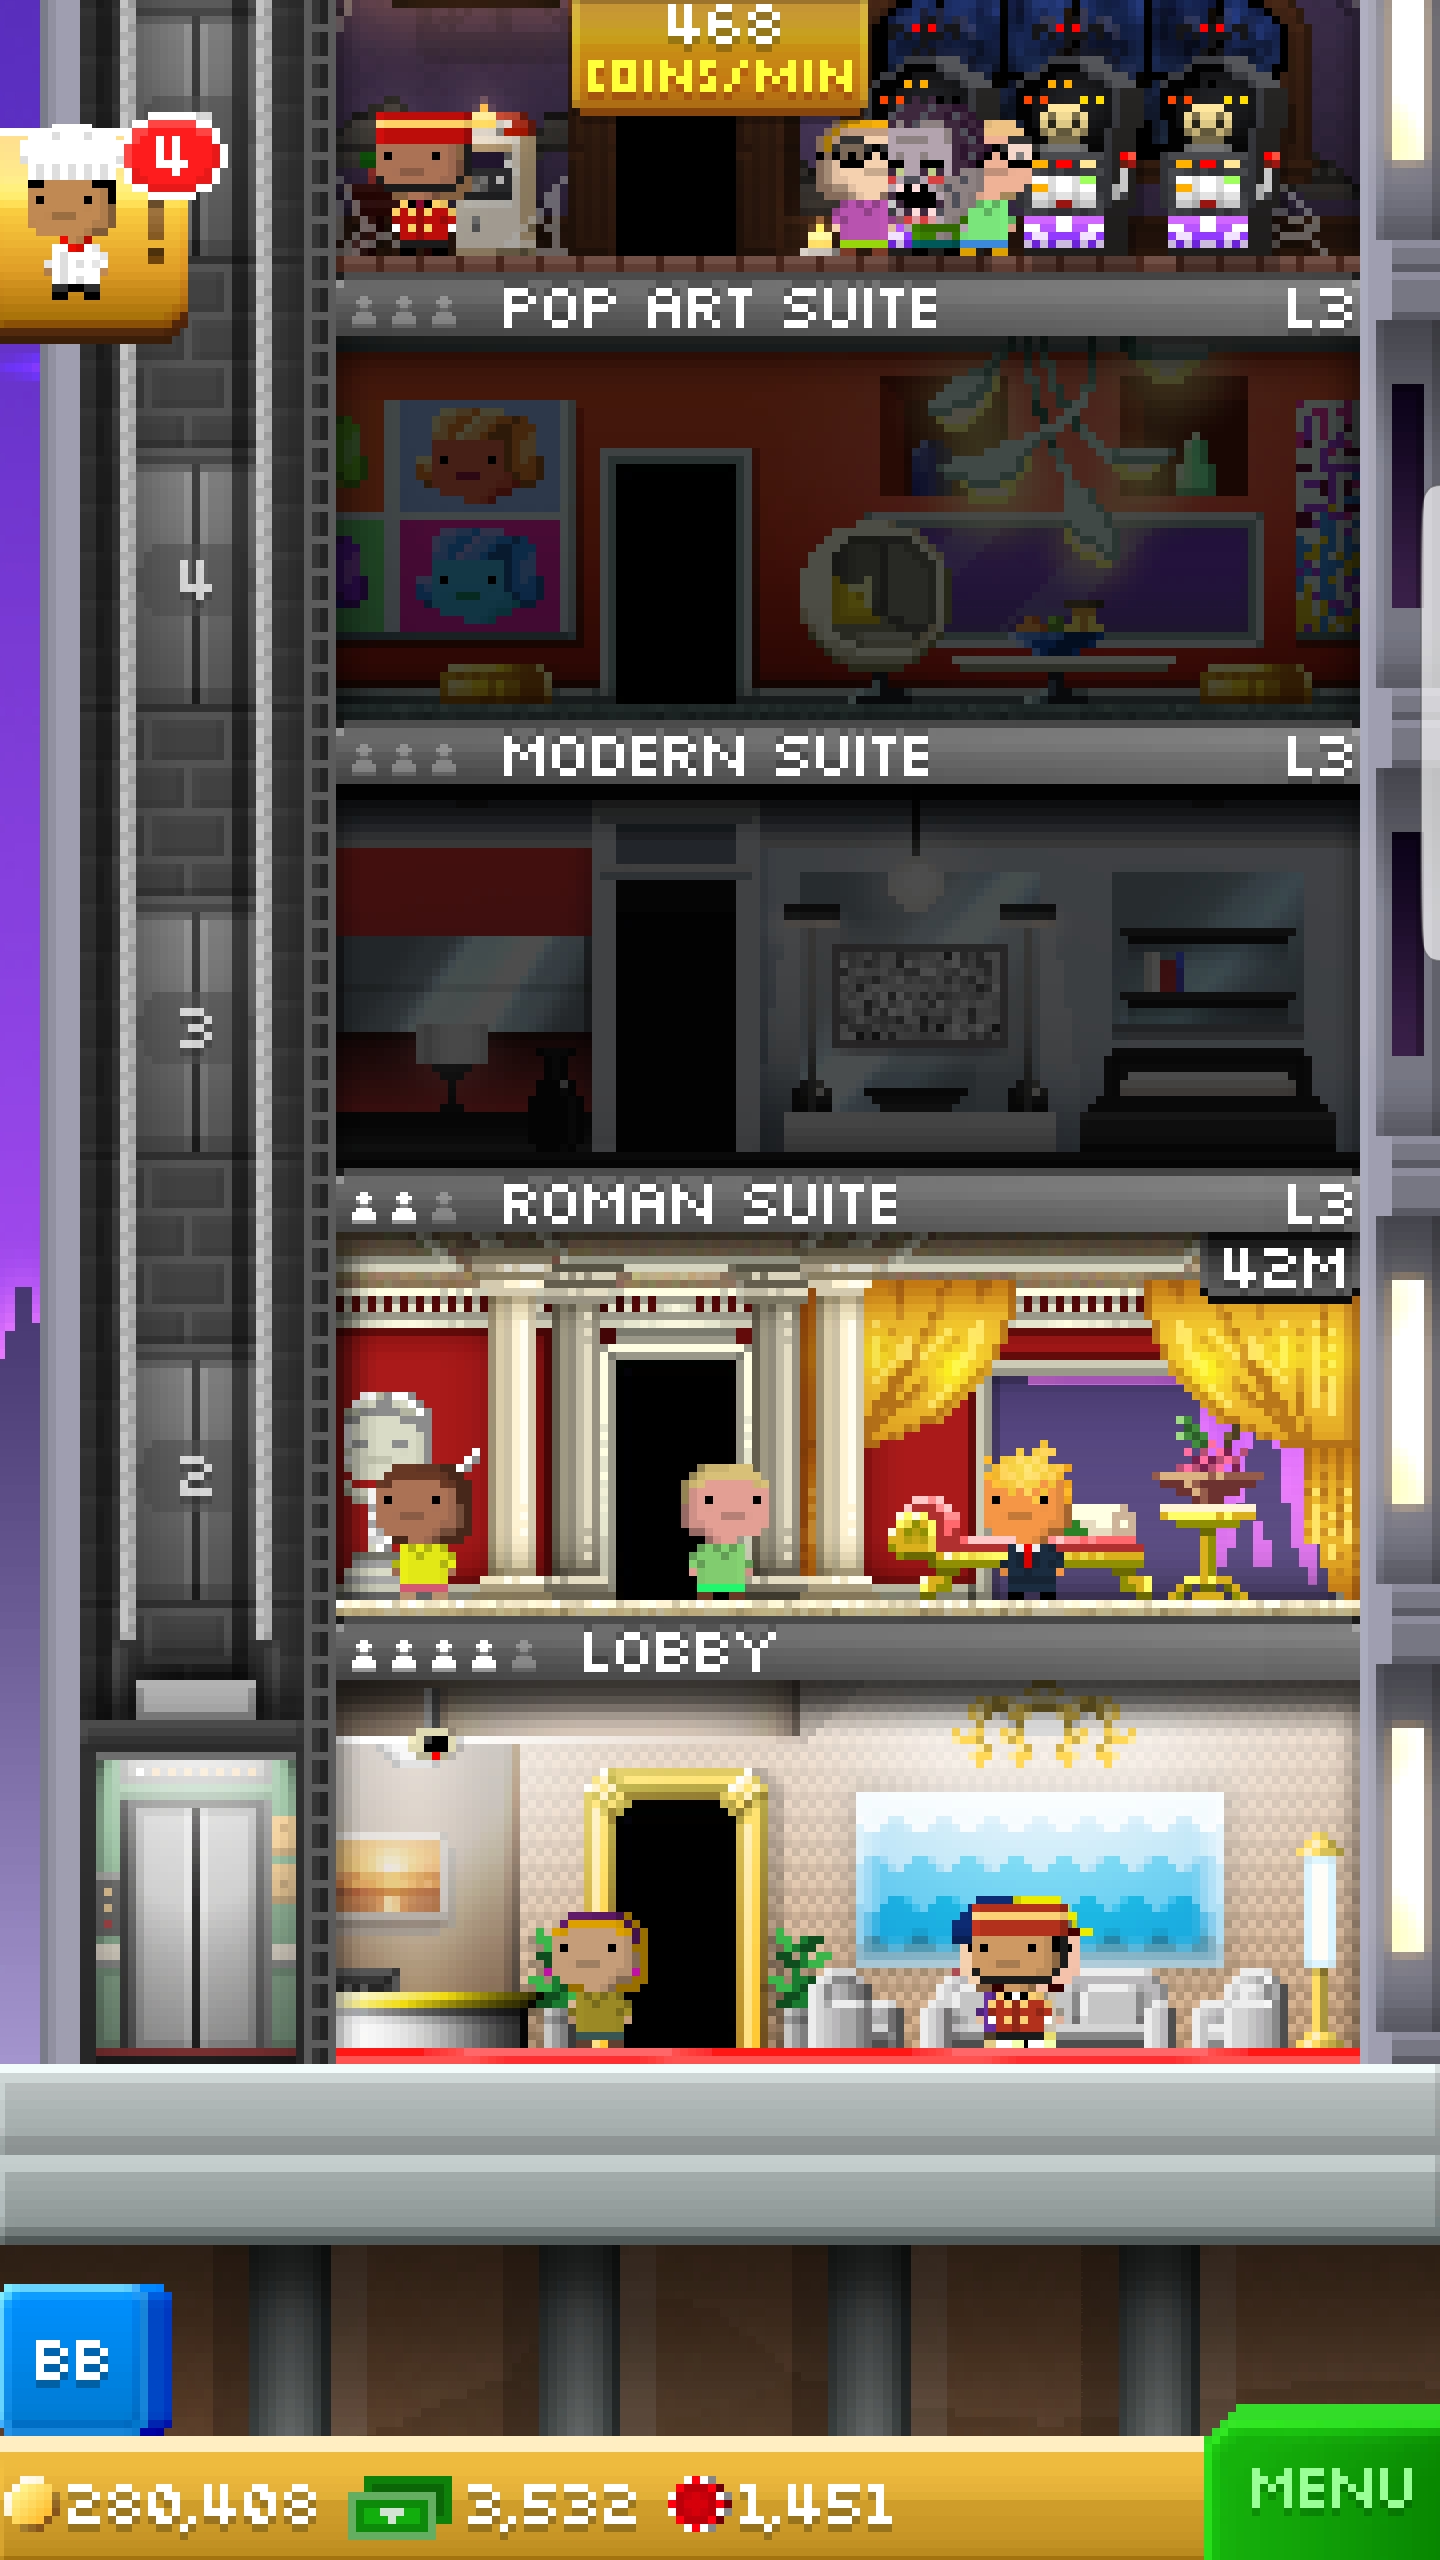 468
COINS/MIN
4
!
POP ART SUITE L3
4
MODERN SUITE L3
3
ROMAN SUITE L3
42M
2
LOBBY
BB
280,408 3,532 1,451
MENU